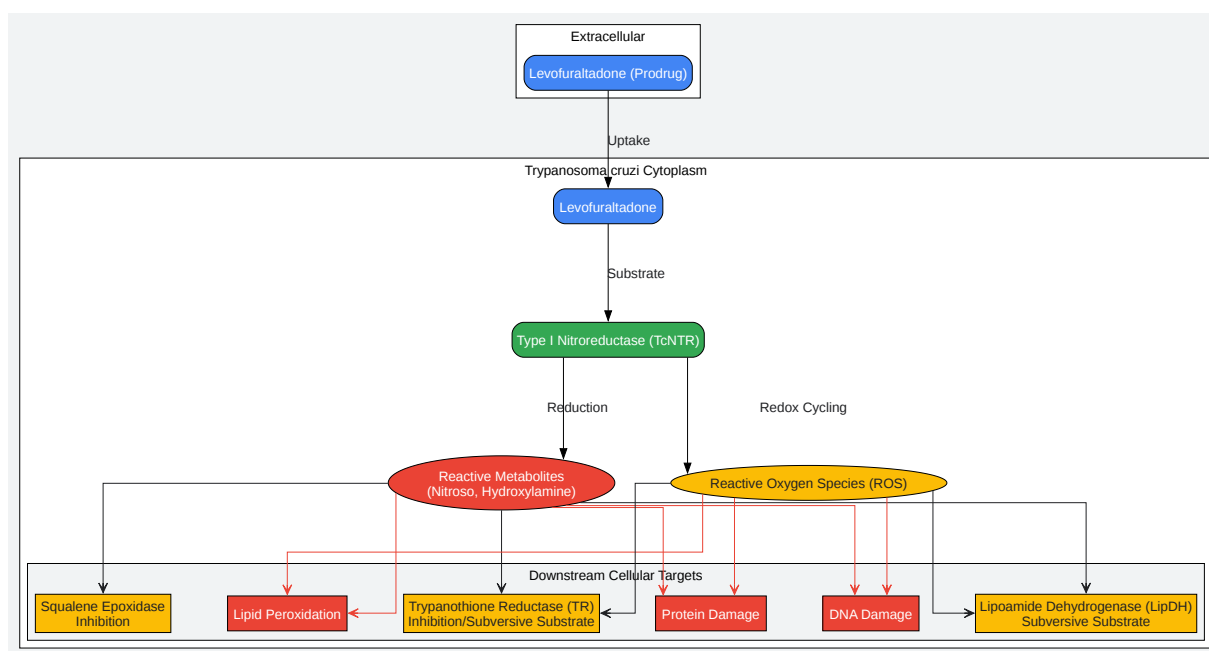 Extracellular
Levofuraltadone (Prodrug)
Uptake
Trypanosoma cruzi Cytoplasm
Levofuraltadone
Substrate
Type I Nitroreductase (TcNTR)
Reduction
Redox Cycling
Reactive Metabolites
(Nitroso, Hydroxylamine)
Reactive Oxygen Species (ROS)
Downstream Cellular Targets
Squalene Epoxidase
Inhibition
Lipid Peroxidation
Trypanothione Reductase (TR)
Inhibition/Subversive Substrate
Protein Damage
DNA Damage
Lipoamide Dehydrogenase (LipDH)
Subversive Substrate